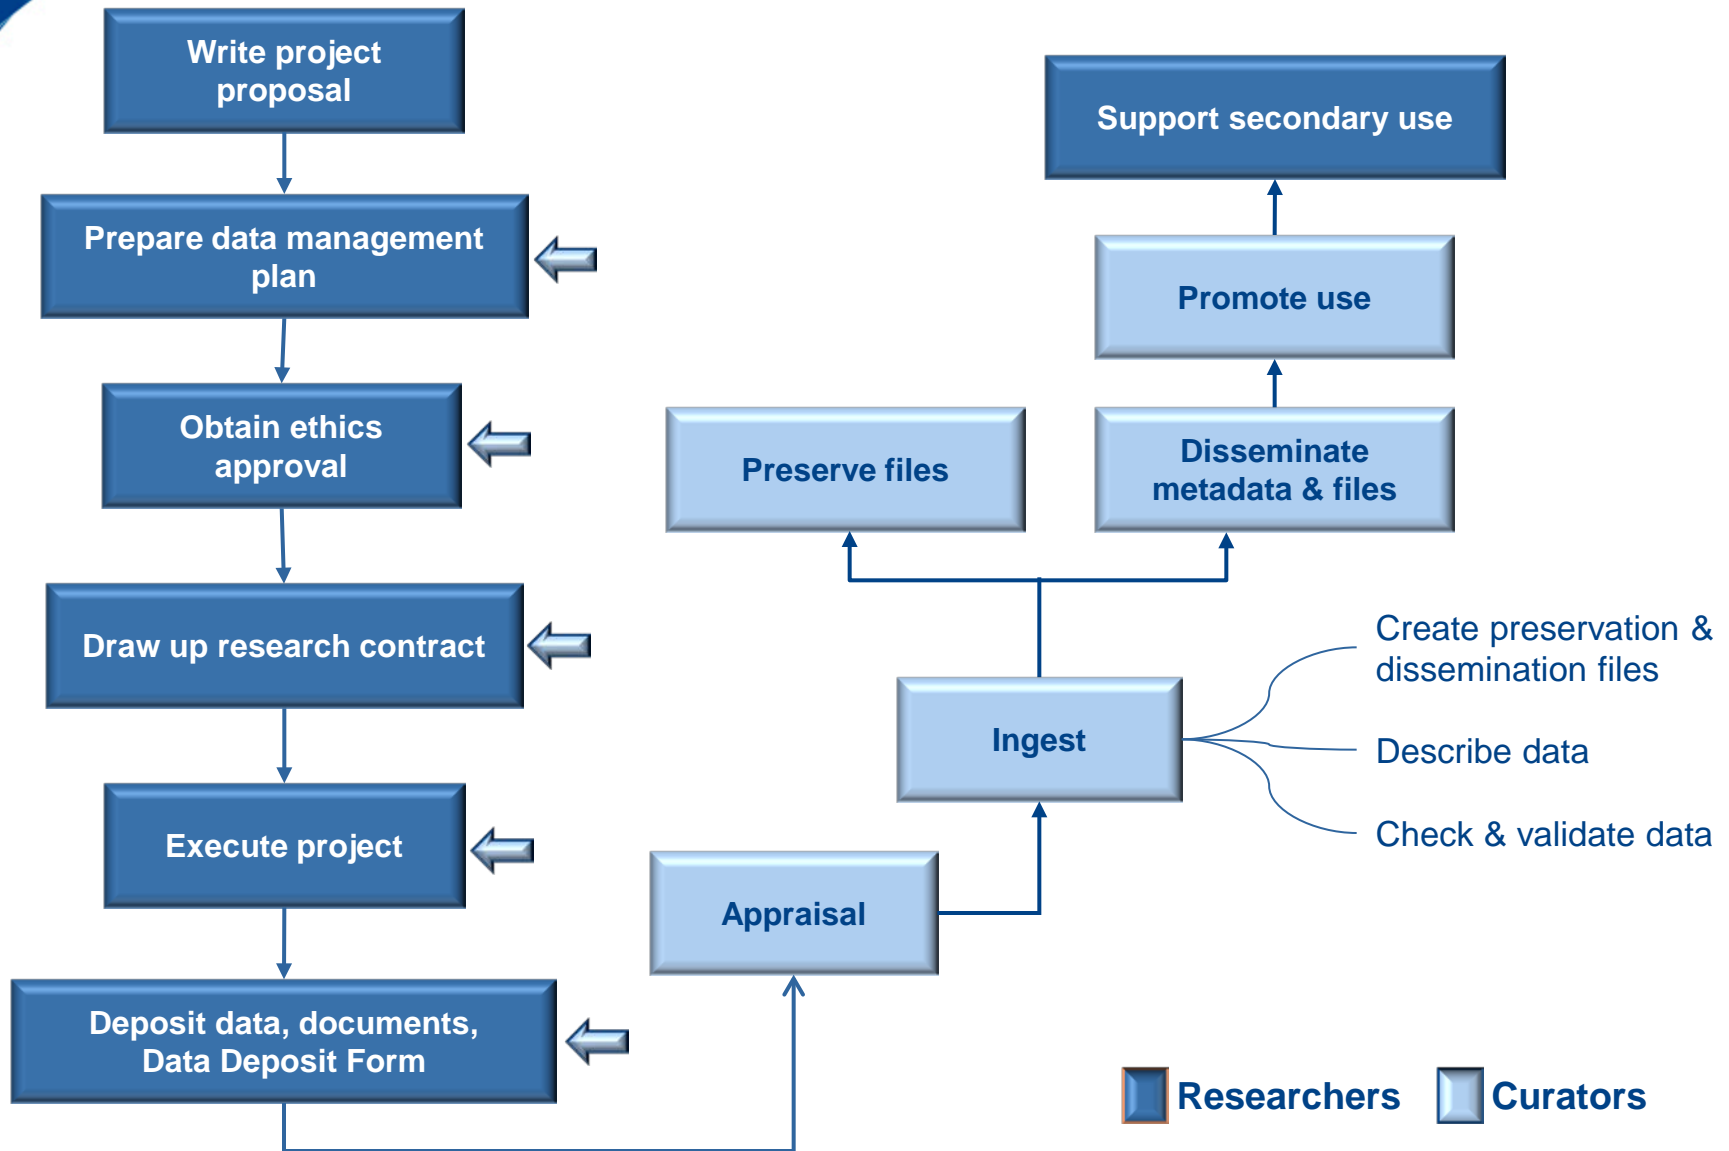 Write project
proposal
Prepare data management
plan
Obtain ethics
approval
Draw up research contract
Execute project
Deposit data, documents,
Data Deposit Form
Support secondary use
Promote use
Preserve files
Disseminate
metadata & files
Ingest
Create preservation &
dissemination files
Describe data
Check & validate data
Appraisal
Researchers
Curators